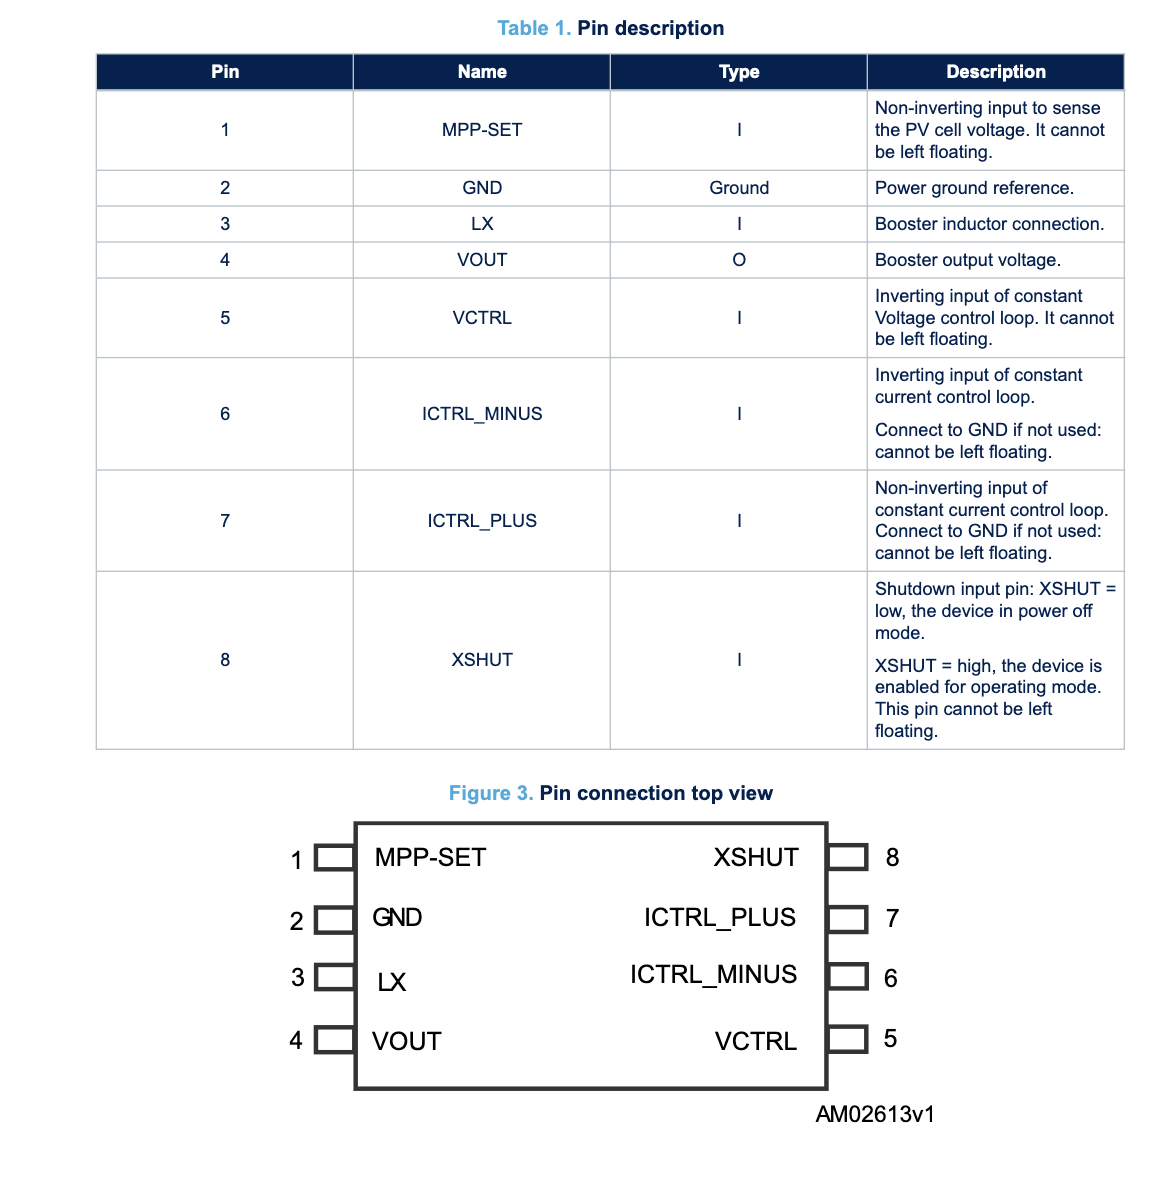 Table 1. Pin description
Pin Name Type Description
1 MPP-SET I Non-inverting input to sense
the PV cell voltage. It cannot
be left floating.
2 GND Ground Power ground reference.
3 LX I Booster inductor connection.
4 VOUT O Booster output voltage.
5 VCTRL I Inverting input of constant
Voltage control loop. It cannot
be left floating.
6 ICTRL_MINUS I Inverting input of constant
current control loop.
Connect to GND if not used:
cannot be left floating.
7 ICTRL_PLUS I Non-inverting input of
constant current control loop.
Connect to GND if not used:
cannot be left floating.
8 XSHUT I Shutdown input pin: XSHUT =
low, the device in power off
mode.
XSHUT = high, the device is
enabled for operating mode.
This pin cannot be left
floating.
Figure 3. Pin connection top view
1 MPP-SET XSHUT 8
2 GND ICTRL_PLUS 7
3 LX ICTRL_MINUS 6
4 VOUT VCTRL 5
AM02613v1